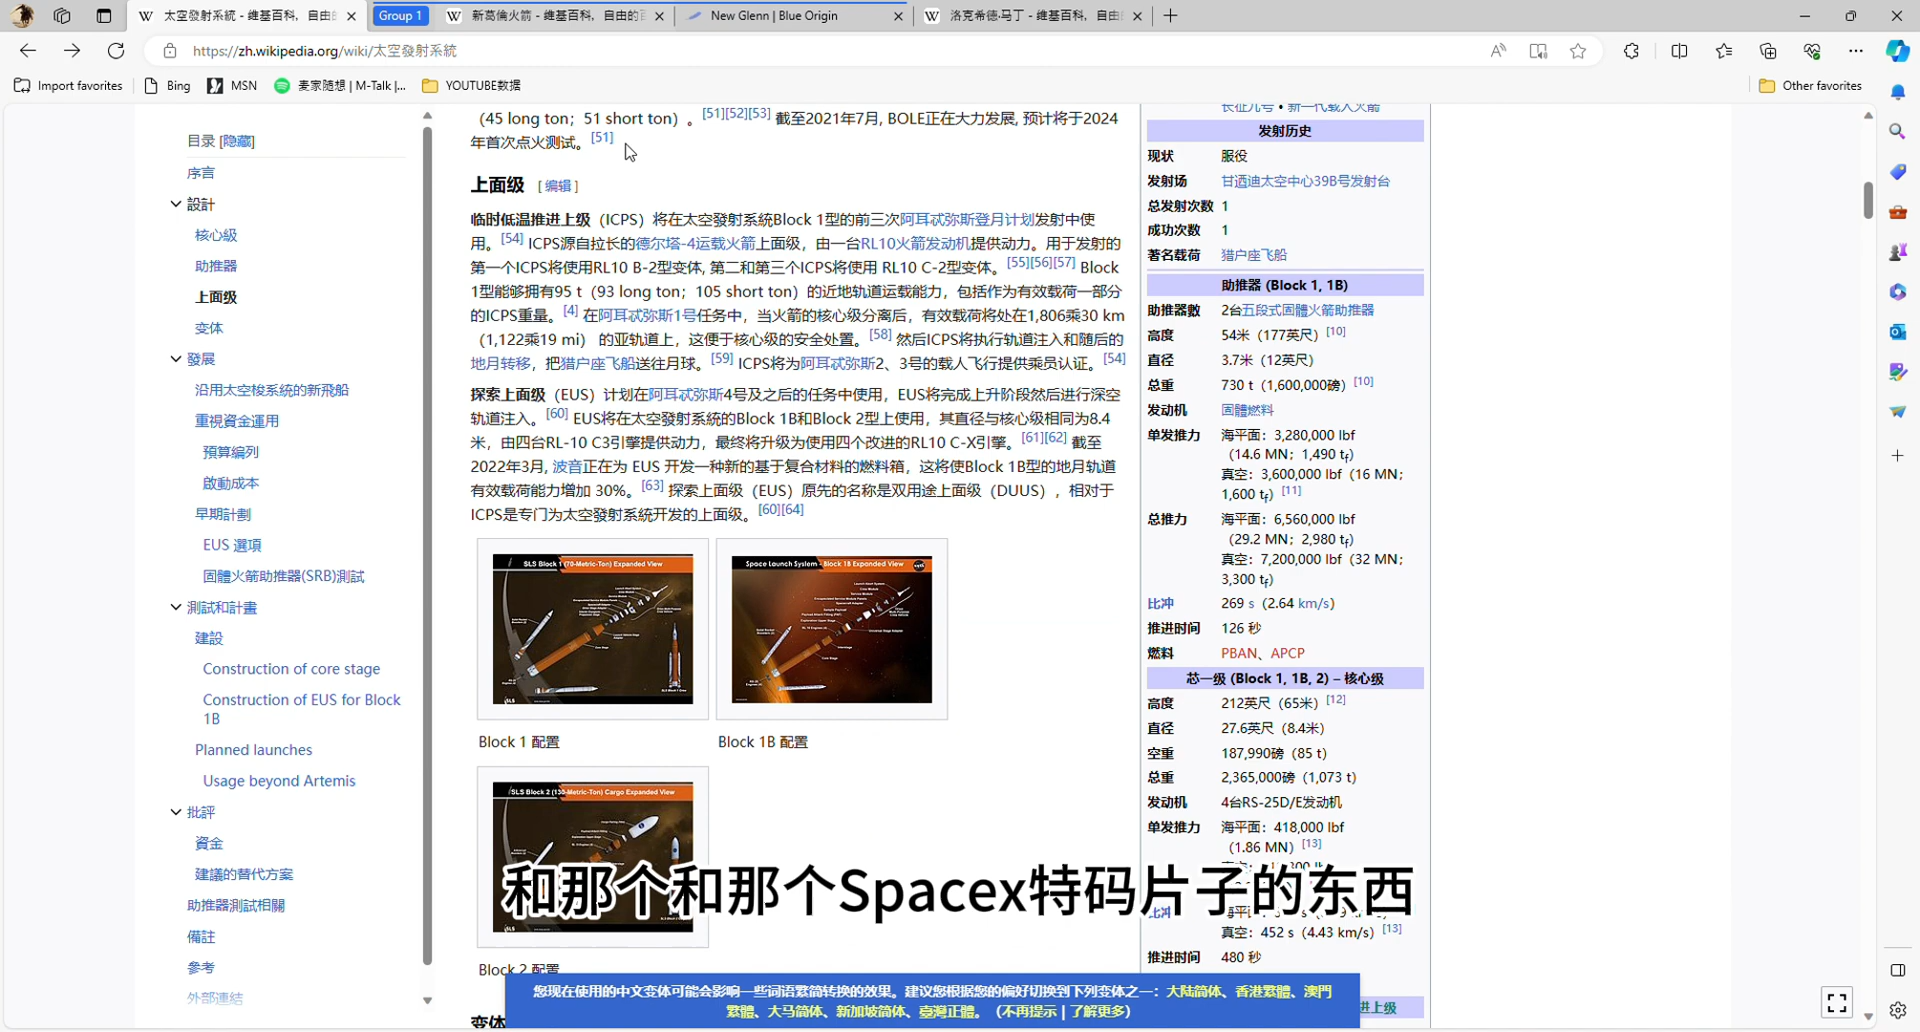 太空發射系統 - 维基百科，自由的
Group 1
新葛倫火箭 - 维基百科，自由的百
New Glenn | Blue Origin
洛克希德·马丁 - 维基百科，自由
https://zh.wikipedia.org/wiki/太空發射系統
Import favorites
Bing
MSN
麦家随想 | M-Talk |...
YOUTUBE数据
Other favorites
目录 [隐藏]
序言
設計
核心級
助推器
上面级
变体
發展
沿用太空梭系統的新飛船
重視資金運用
預算編列
啟動成本
早期計劃
EUS 選項
固體火箭助推器(SRB)測試
測試和計畫
建設
Construction of core stage
Construction of EUS for Block
1B
Planned launches
Usage beyond Artemis
批評
資金
建議的替代方案
助推器測試相關
備註
參考
外部連結
（45 long ton；51 short ton）。[51][52][53] 截至2021年7月, BOLE正在大力发展, 预计将于2024
年首次点火测试。[51]
上面级 [编辑]
临时低温推进上级（ICPS）将在太空發射系統Block 1型的前三次阿耳忒弥斯登月计划发射中使
用。[54] ICPS源自拉长的德尔塔-4运载火箭上面级，由一台RL10火箭发动机提供动力。用于发射的
第一个ICPS将使用RL10 B-2型变体, 第二和第三个ICPS将使用 RL10 C-2型变体。[55][56][57] Block
1型能够拥有95 t（93 long ton；105 short ton）的近地轨道运载能力，包括作为有效载荷一部分
的ICPS重量。[4] 在阿耳忒弥斯1号任务中，当火箭的核心级分离后，有效载荷将处在1,806乘30 km
（1,122乘19 mi） 的亚轨道上，这便于核心级的安全处置。[58] 然后ICPS将执行轨道注入和随后的
地月转移，把猎户座飞船送往月球。[59] ICPS将为阿耳忒弥斯2、3号的载人飞行提供乘员认证。[54]
探索上面级（EUS）计划在阿耳忒弥斯4号及之后的任务中使用，EUS将完成上升阶段然后进行深空
轨道注入。[60] EUS将在太空發射系統的Block 1B和Block 2型上使用，其直径与核心级相同为8.4
米，由四台RL-10 C3引擎提供动力，最终将升级为使用四个改进的RL10 C-X引擎。[61][62] 截至
2022年3月, 波音正在为 EUS 开发一种新的基于复合材料的燃料箱，这将使Block 1B型的地月轨道
有效载荷能力增加 30%。[63] 探索上面级（EUS）原先的名称是双用途上面级（DUUS），相对于
ICPS是专门为太空發射系統开发的上面级。[60][64]
SLS Block 1 (70-Metric-Ton) Expanded View
Space Launch System - Block 1B Expanded View
Block 1 配置
Block 1B 配置
SLS Block 2 (130-Metric-Ton) Cargo Expanded View
Block 2 配置
变体
长征九号 • 新一代载人火箭
发射历史
现状 服役
发射场 甘迺迪太空中心39B号发射台
总发射次数 1
成功次数 1
著名载荷 猎户座飞船
助推器 (Block 1, 1B)
助推器數 2台五段式固體火箭助推器
高度 54米（177英尺）[10]
直径 3.7米（12英尺）
总重 730 t（1,600,000磅）[10]
发动机 固體燃料
单发推力 海平面：3,280,000 lbf
（14.6 MN；1,490 tf）
真空：3,600,000 lbf（16 MN；
1,600 tf）[11]
总推力 海平面：6,560,000 lbf
（29.2 MN；2,980 tf）
真空：7,200,000 lbf（32 MN；
3,300 tf）
比冲 269 s（2.64 km/s）
推进时间 126 秒
燃料 PBAN、APCP
芯一级 (Block 1, 1B, 2) – 核心级
高度 212英尺（65米）[12]
直径 27.6英尺（8.4米）
空重 187,990磅（85 t）
总重 2,365,000磅（1,073 t）
发动机 4台RS-25D/E发动机
单发推力 海平面：418,000 lbf
（1.86 MN）[13]
比冲
真空：452 s（4.43 km/s）[13]
推进时间 480 秒
进上级
和那个和那个Spacex特码片子的东西
您现在使用的中文变体可能会影响一些词语繁简转换的效果。建议您根据您的偏好切换到下列变体之一：大陆简体、香港繁體、澳門
繁體、大马简体、新加坡简体、臺灣正體。（不再提示 | 了解更多）